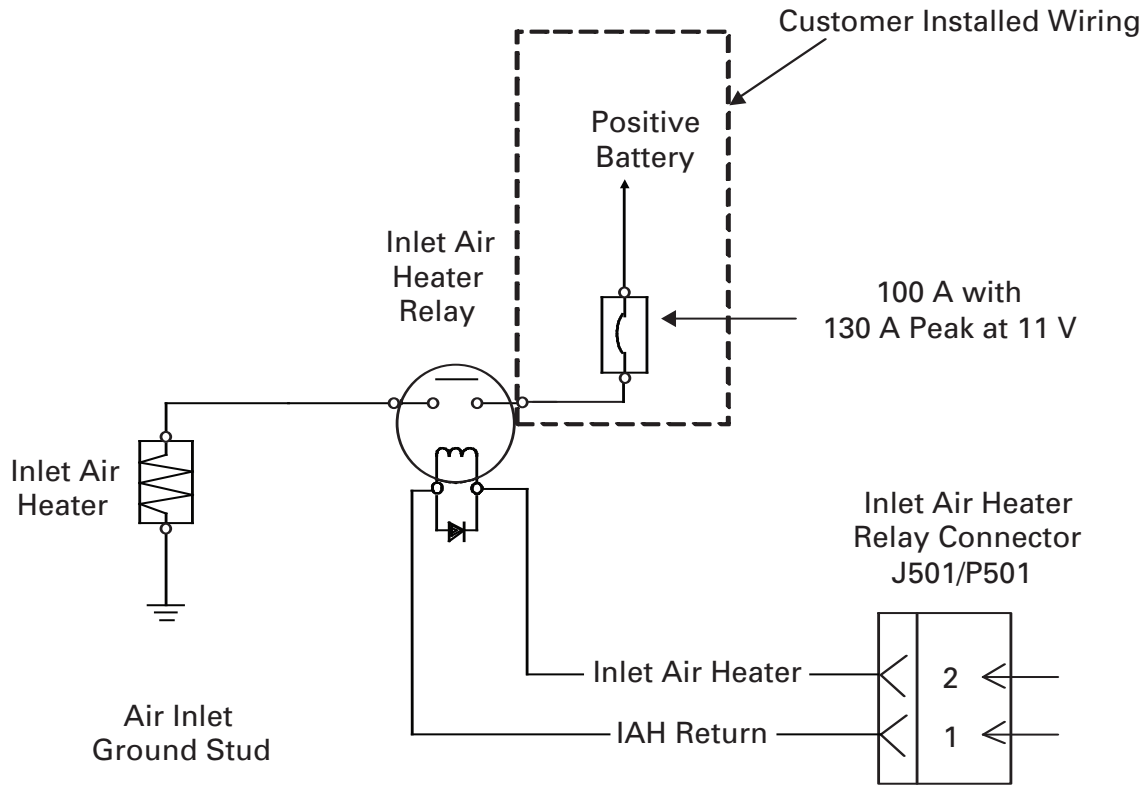 Customer Installed Wiring
Positive
Battery
Inlet Air
Heater
Relay
100 A with
130 A Peak at 11 V
Inlet Air
Heater
Inlet Air Heater
Relay Connector
J501/P501
Inlet Air Heater
2
IAH Return
1
Air Inlet
Ground Stud